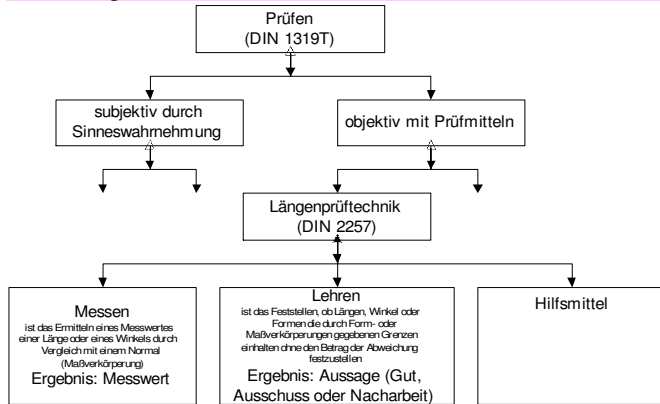 Prüfen
(DIN 1319T)
subjektiv durch
Sinneswahrnehmung
objektiv mit Prüfmitteln
Längenprüftechnik
(DIN 2257)
Messen
ist das Ermitteln eines Messwertes
einer Länge oder eines Winkels durch
Vergleich mit einem Normal
(Maßverkörperung)
Ergebnis: Messwert
Lehren
ist das Feststellen, ob Längen, Winkel oder
Formen die durch Form- oder
Maßverkörperungen gegebenen Grenzen
einhalten ohne den Betrag der Abweichung
festzustellen
Ergebnis: Aussage (Gut,
Ausschuss oder Nacharbeit)
Hilfsmittel